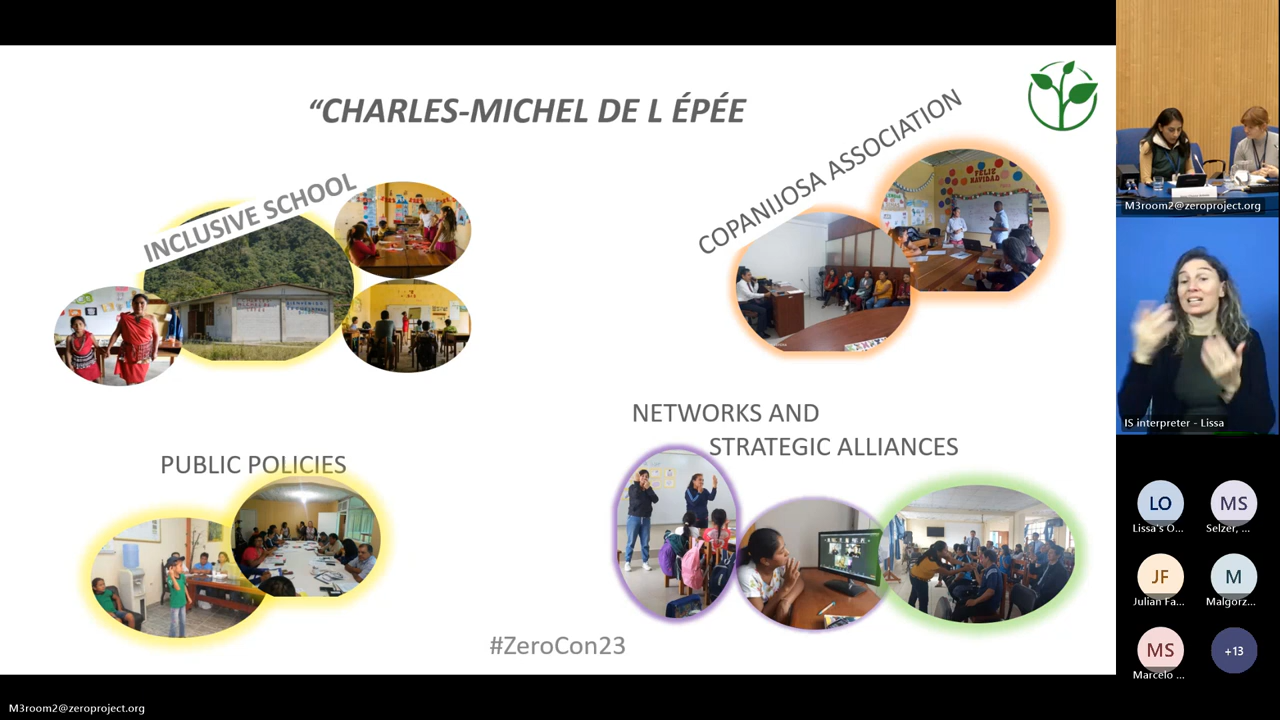 “CHARLES-MICHEL DE L ÉPÉE
INCLUSIVE SCHOOL
COPANIJOSA ASSOCIATION
FELIZ
NAVIDAD
PUBLIC POLICIES
NETWORKS AND
STRATEGIC ALLIANCES
#ZeroCon23
M3room2@zeroproject.org
IS interpreter - Lissa
LO
Lissa's O...
MS
Selzer, ...
JF
Julian Fa...
M
Malgorz...
MS
Marcelo ...
+13
M3room2@zeroproject.org